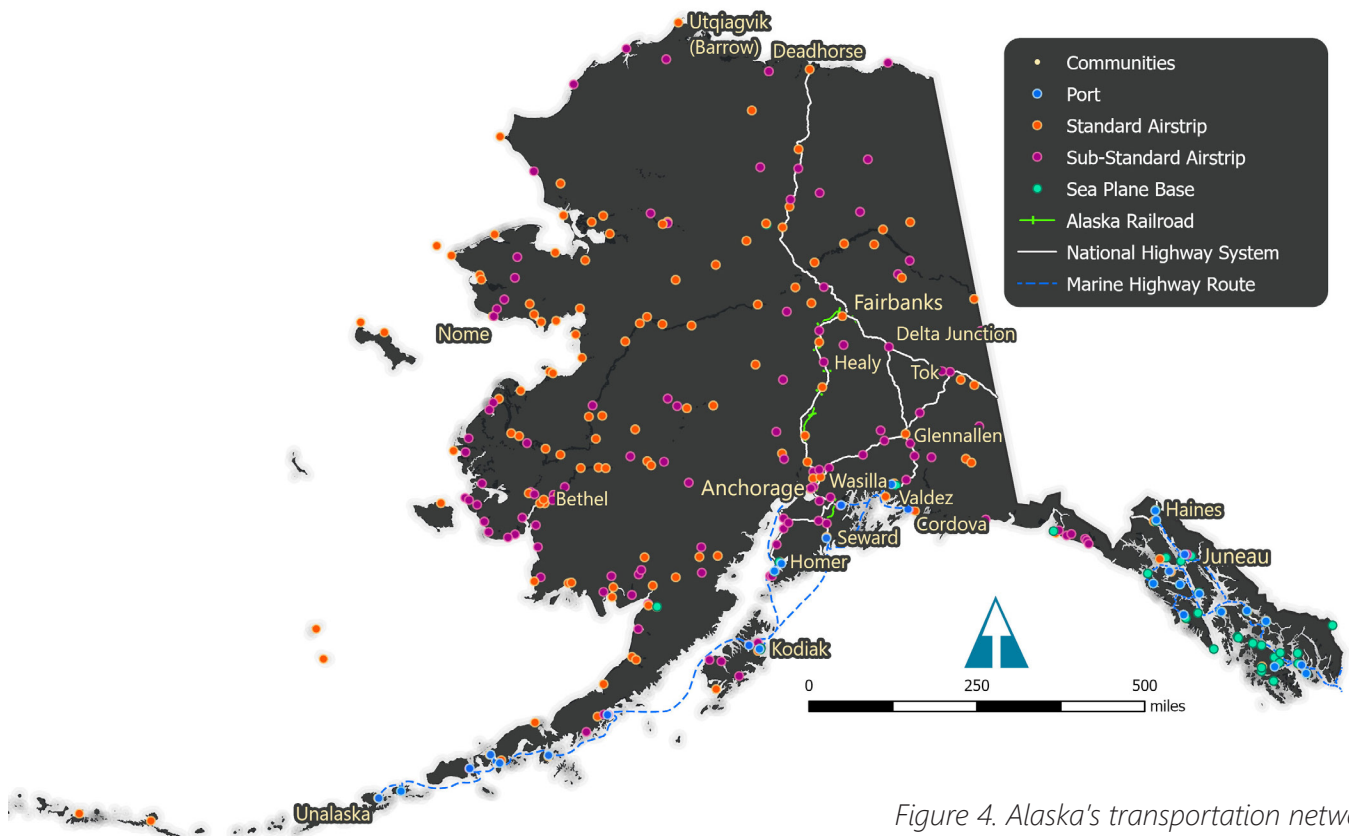 Utqiagvik
(Barrow)
Deadhorse
Communities
Port
Standard Airstrip
Sub-Standard Airstrip
Sea Plane Base
Alaska Railroad
National Highway System
Marine Highway Route
Fairbanks
Nome
Delta Junction
Healy
Tok
Glennallen
Anchorage
Wasilla
Bethel
Valdez
Cordova
Haines
Seward
Juneau
Homer
Kodiak
0 250 500
miles
Unalaska
Figure 4. Alaska's transportation netw